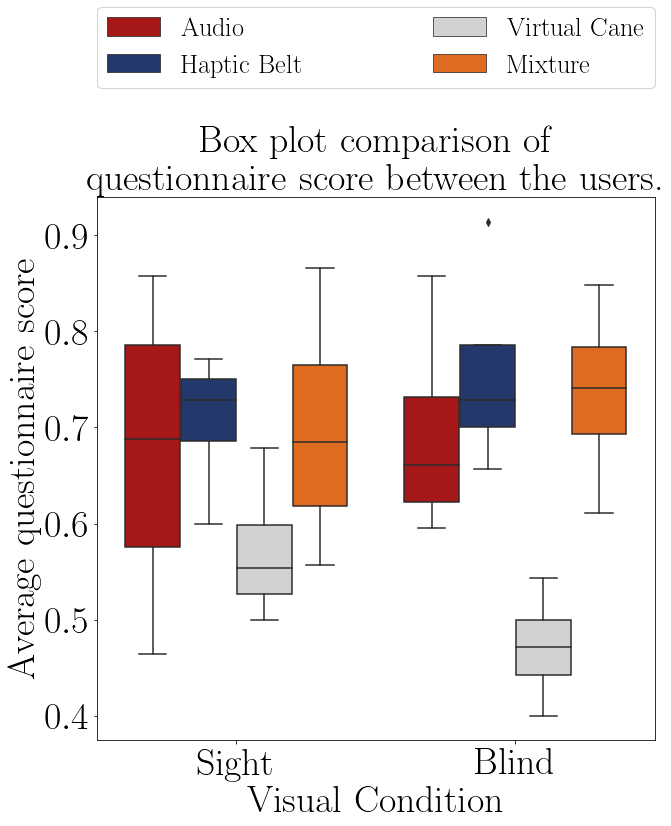 Audio
Haptic Belt
Virtual Cane
Mixture
Box plot comparison of
questionnaire score between the users.
Average questionnaire score
0.9
0.8
0.7
0.6
0.5
0.4
Sight
Blind
Visual Condition